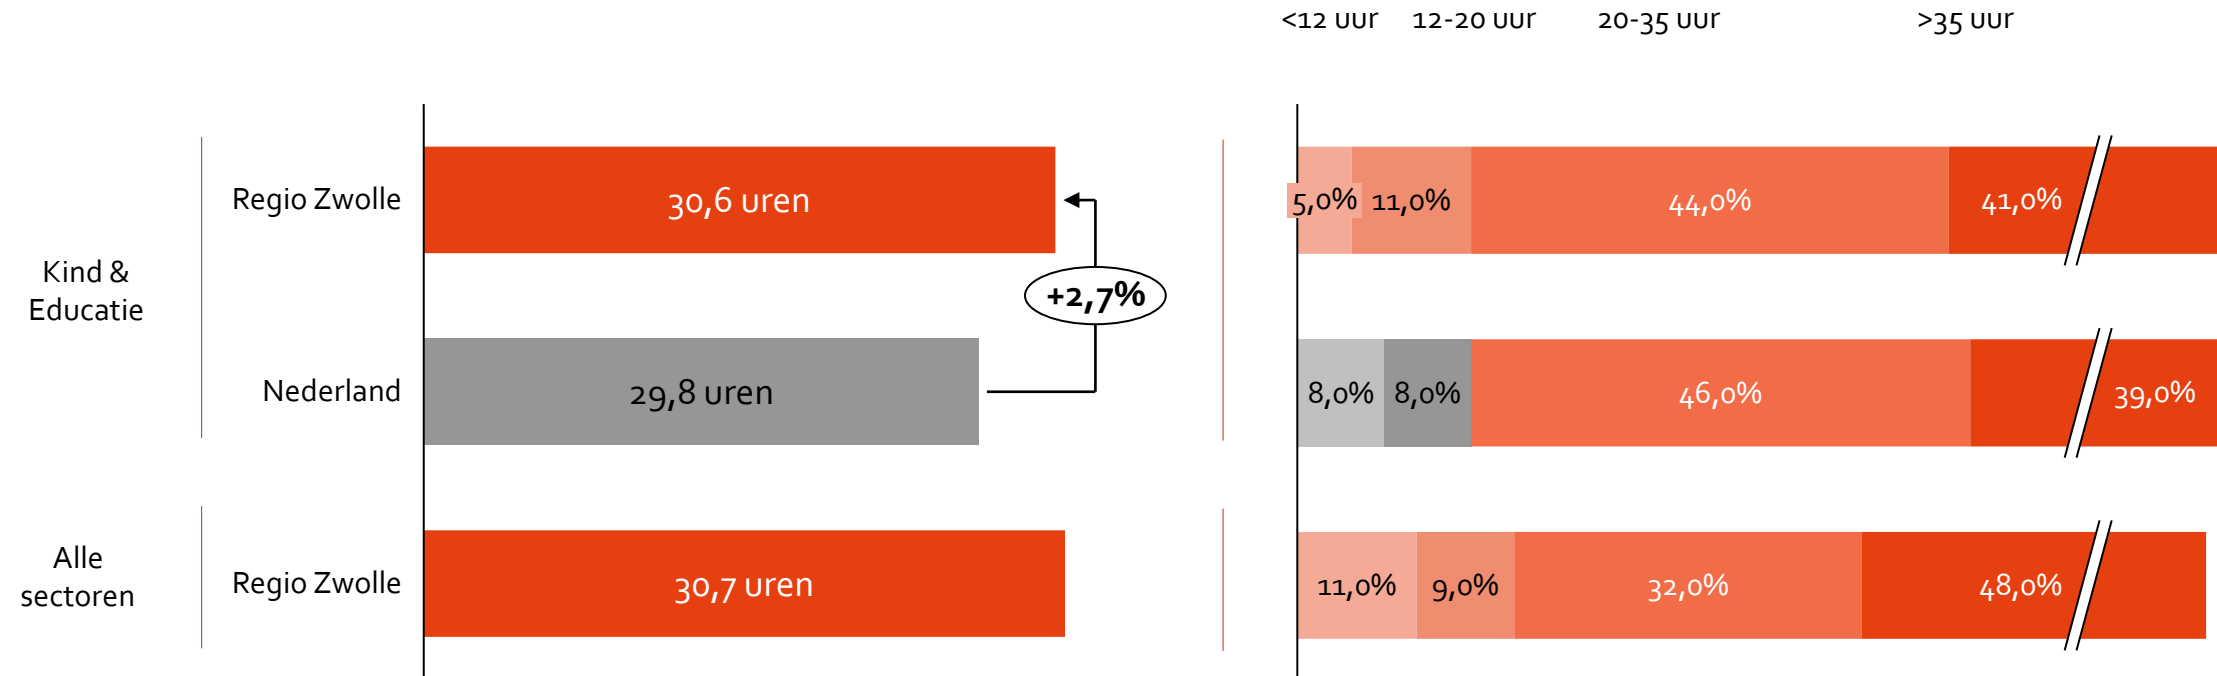 <12 uur 12-20 uur 20-35 uur >35 uur
Kind &
Educatie
Regio Zwolle 30,6 uren 5,0% 11,0% 44,0% 41,0%
+2,7%
Nederland 29,8 uren 8,0% 8,0% 46,0% 39,0%
Alle
sectoren
Regio Zwolle 30,7 uren 11,0% 9,0% 32,0% 48,0%